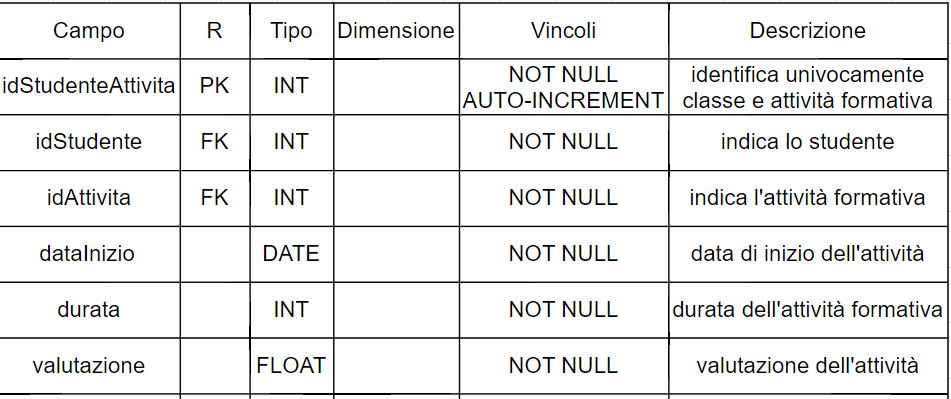 Campo R Tipo Dimensione Vincoli Descrizione
idStudenteAttivita PK INT NOT NULL AUTO-INCREMENT identifica univocamente classe e attività formativa
idStudente FK INT NOT NULL indica lo studente
idAttivita FK INT NOT NULL indica l'attività formativa
dataInizio DATE NOT NULL data di inizio dell'attività
durata INT NOT NULL durata dell'attività formativa
valutazione FLOAT NOT NULL valutazione dell'attività